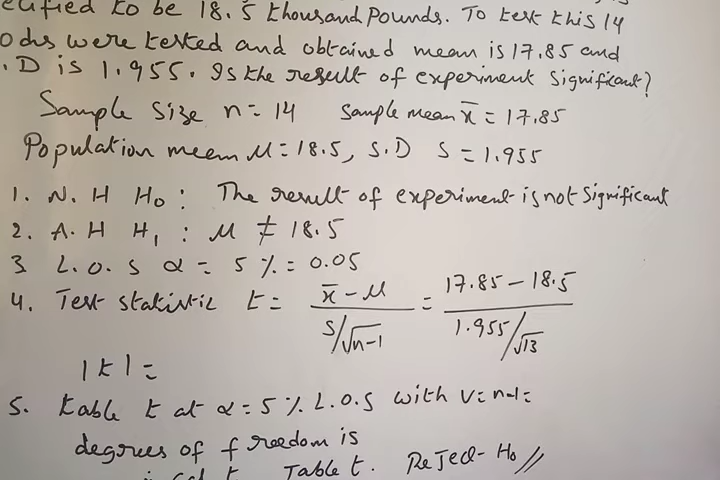 to be 18.5 thousand Pounds. To test this 14
ods were tested and obtained mean is 17.85 and
.D is 1.955. Is the result of experiment significant?
Sample size n = 14 sample mean x̄ = 17.85
Population mean μ = 18.5, S.D S = 1.955
1. N. H H₀ : The result of experiment is not significant
2. A. H H₁ : μ ≠ 18.5
3 L.O.S α = 5 % = 0.05
4. Test statistic t = x̄ - μ / S/√n-1 = 17.85 - 18.5 / 1.955/√13
|t| =
5. table t at α = 5 % L.O.S with ν = n-1 =
degrees of freedom is
cal t Table t. Reject H₀ //